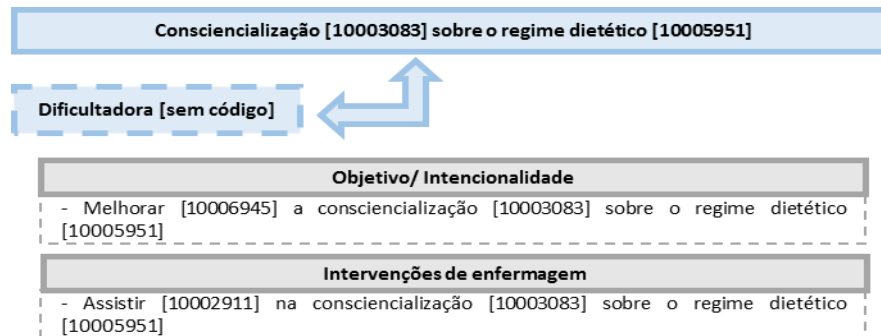 Consciencialização [10003083] sobre o regime dietético [10005951]
Dificultadora [sem código]
Objetivo/ Intencionalidade
- Melhorar [10006945] a consciencialização [10003083] sobre o regime dietético
[10005951]
Intervenções de enfermagem
- Assistir [10002911] na consciencialização [10003083] sobre o regime dietético
[10005951]